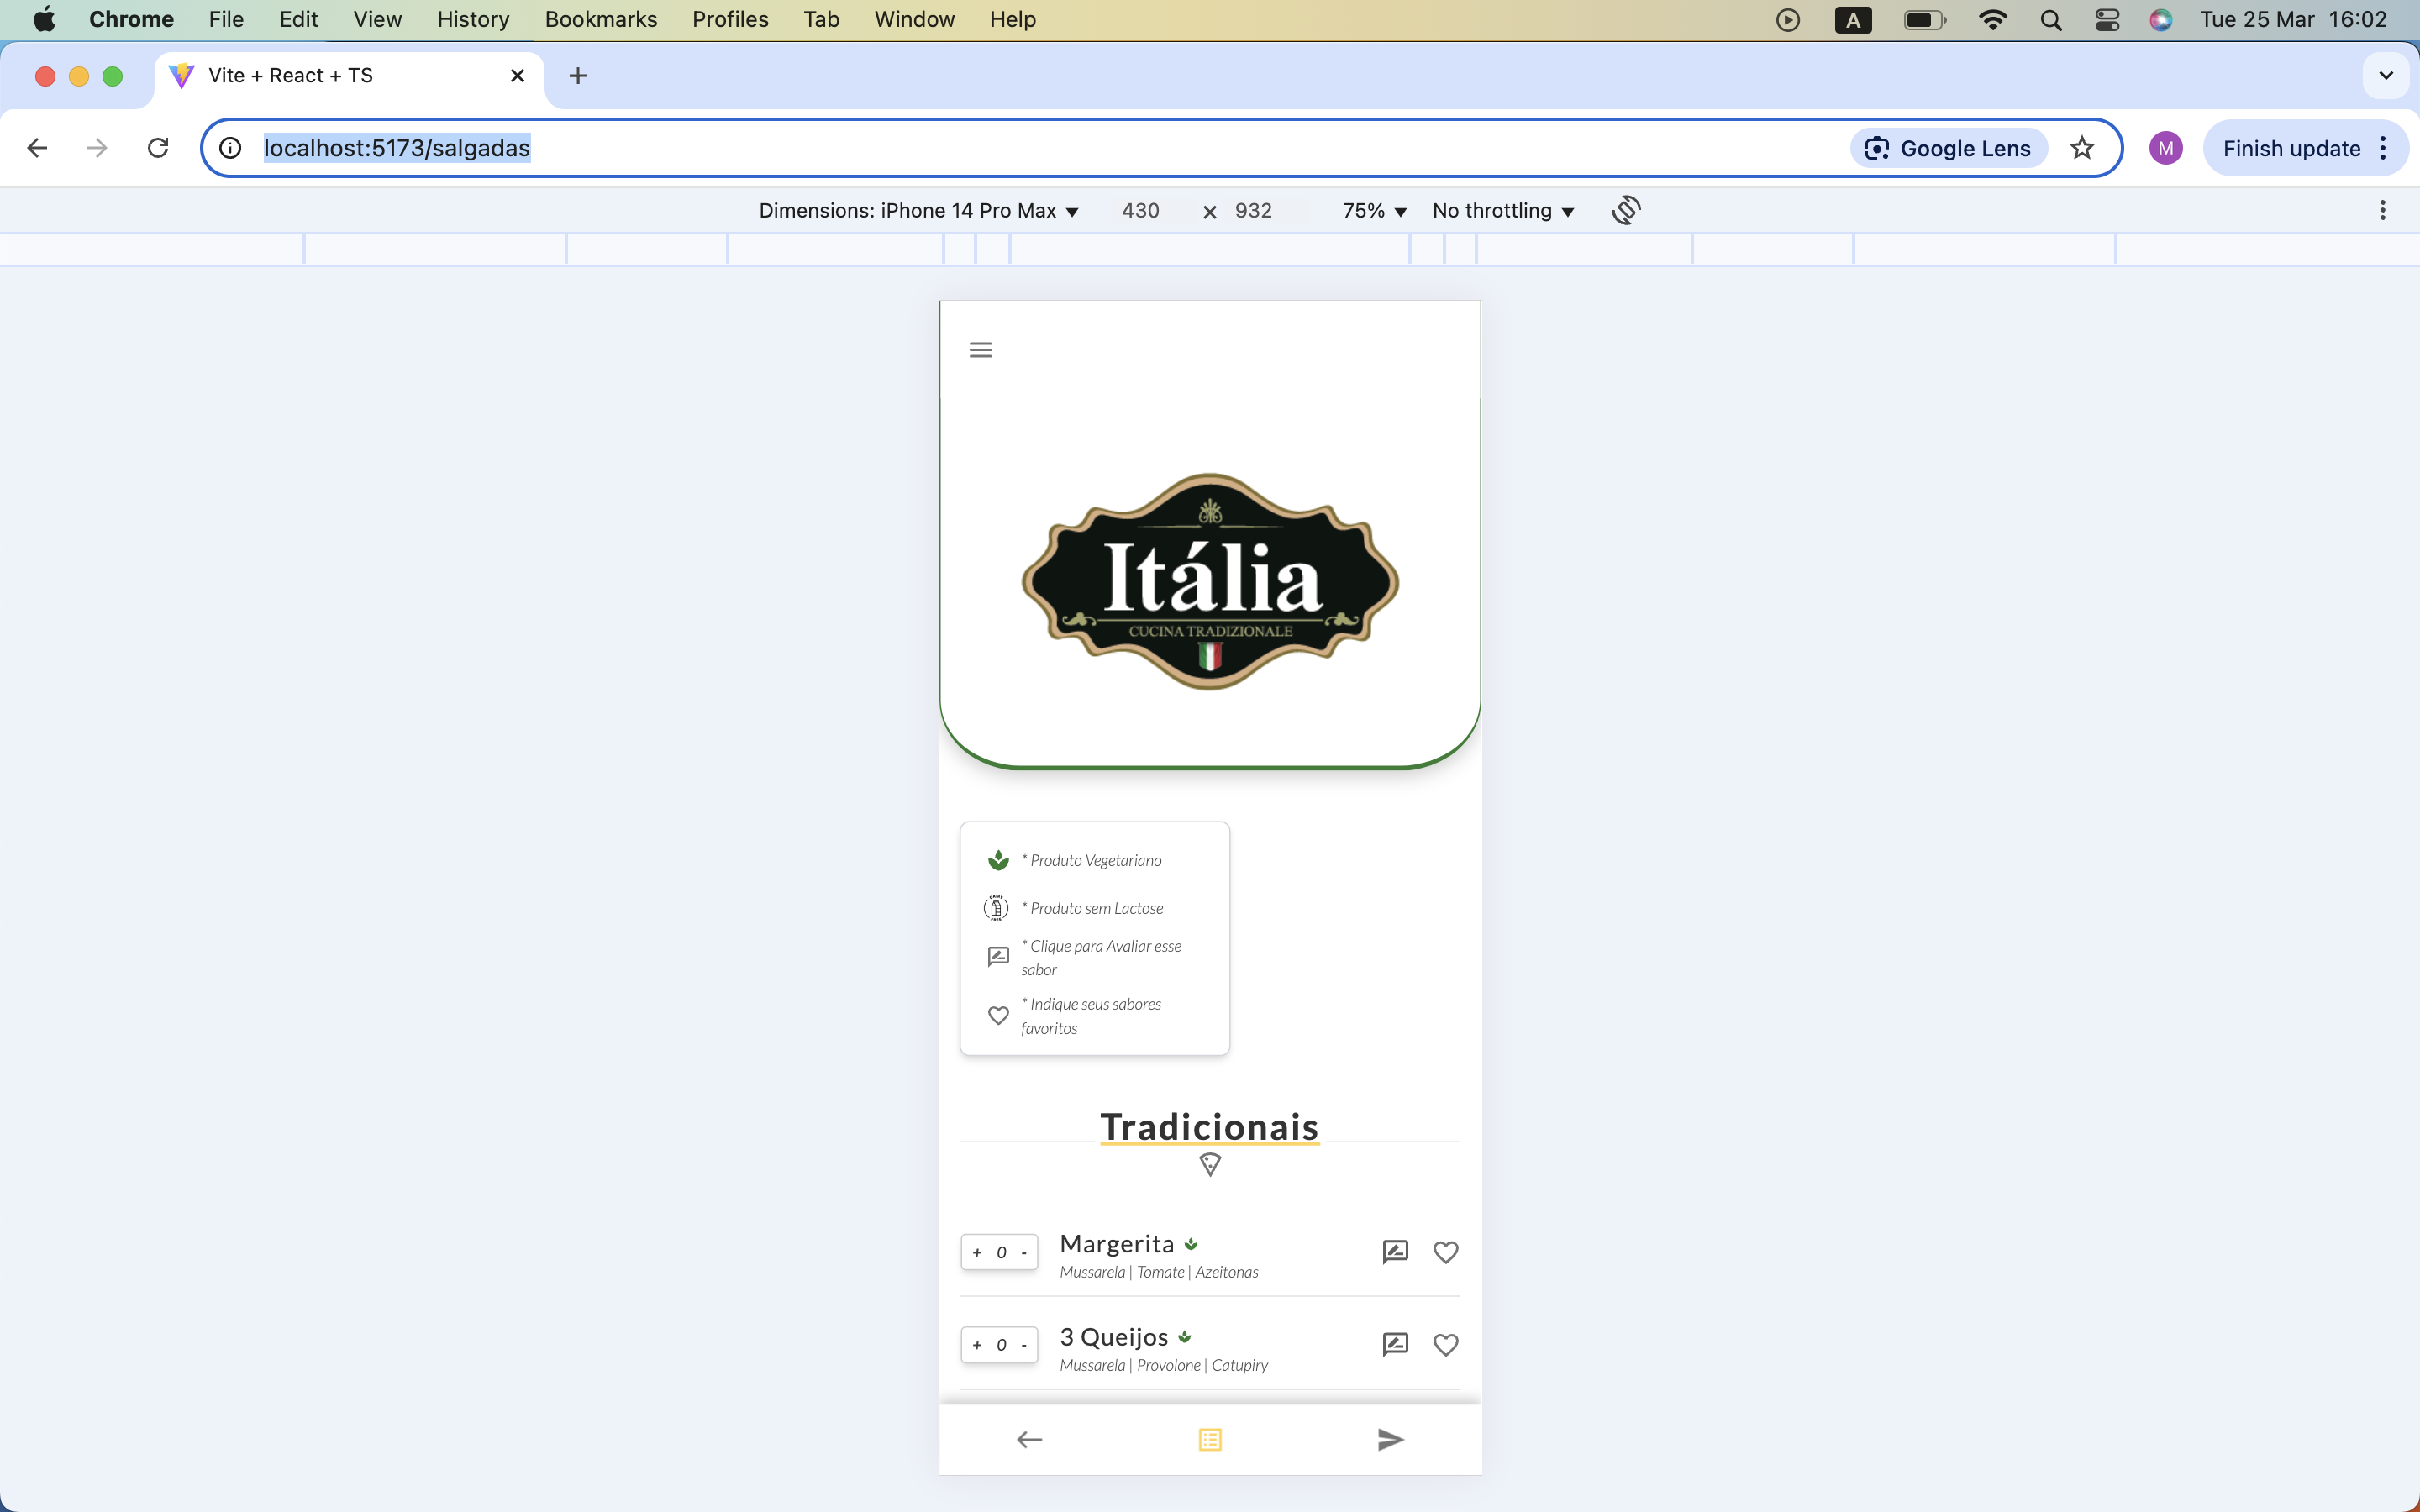 Chrome File Edit View History Bookmarks Profiles Tab Window Help A Tue 25 Mar 16:02
Vite + React + TS
localhost:5173/salgadas Google Lens M Finish update
Dimensions: iPhone 14 Pro Max 430 × 932 75% No throttling
Itália
CUCINA TRADIZIONALE
* Produto Vegetariano
* Produto sem Lactose
* Clique para Avaliar esse
sabor
* Indique seus sabores
favoritos
Tradicionais
+ 0 - Margerita
Mussarela | Tomate | Azeitonas
+ 0 - 3 Queijos
Mussarela | Provolone | Catupiry